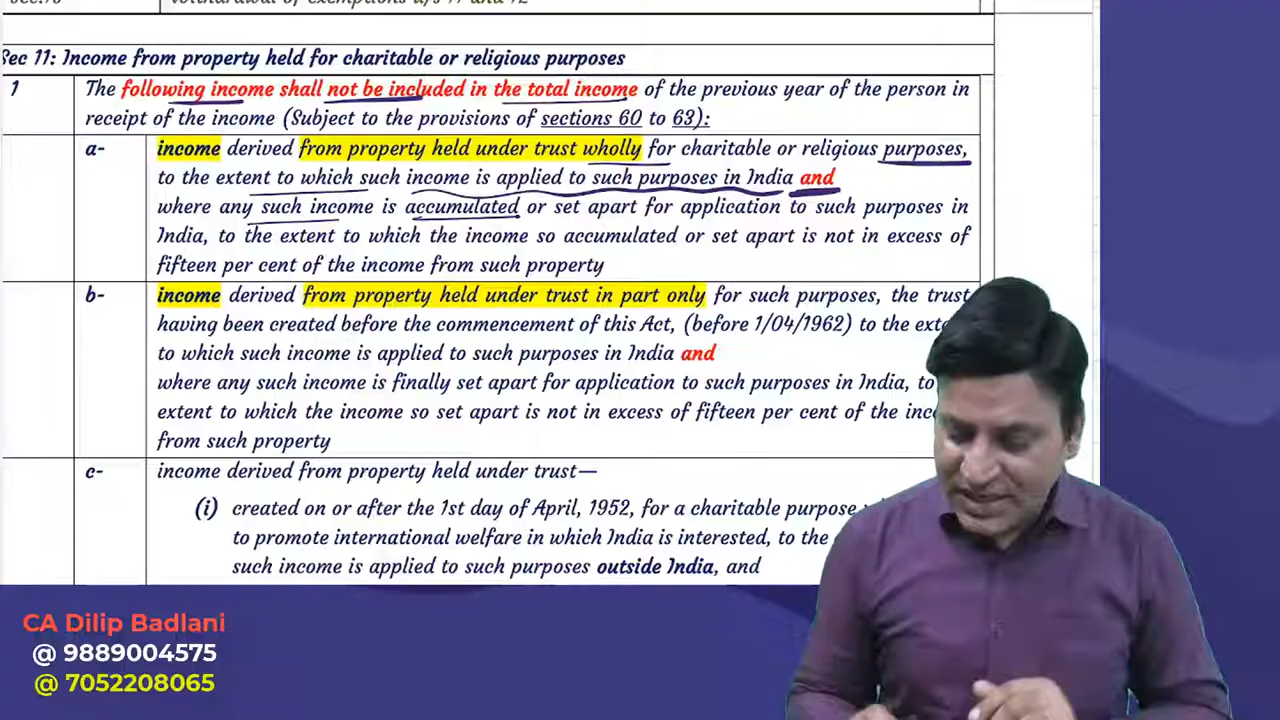 Sec 11: Income from property held for charitable or religious purposes
1 The following income shall not be included in the total income of the previous year of the person in
receipt of the income (Subject to the provisions of sections 60 to 63):
a- income derived from property held under trust wholly for charitable or religious purposes,
to the extent to which such income is applied to such purposes in India and
where any such income is accumulated or set apart for application to such purposes in
India, to the extent to which the income so accumulated or set apart is not in excess of
fifteen per cent of the income from such property
b- income derived from property held under trust in part only for such purposes, the trust
having been created before the commencement of this Act, (before 1/04/1962) to the
to which such income is applied to such purposes in India and
where any such income is finally set apart for application to such purposes in India, to
extent to which the income so set apart is not in excess of fifteen per cent of the
from such property
c- income derived from property held under trust—
(i) created on or after the 1st day of April, 1952, for a charitable purpose
to promote international welfare in which India is interested, to the
such income is applied to such purposes outside India, and
CA Dilip Badlani
@ 9889004575
@ 7052208065